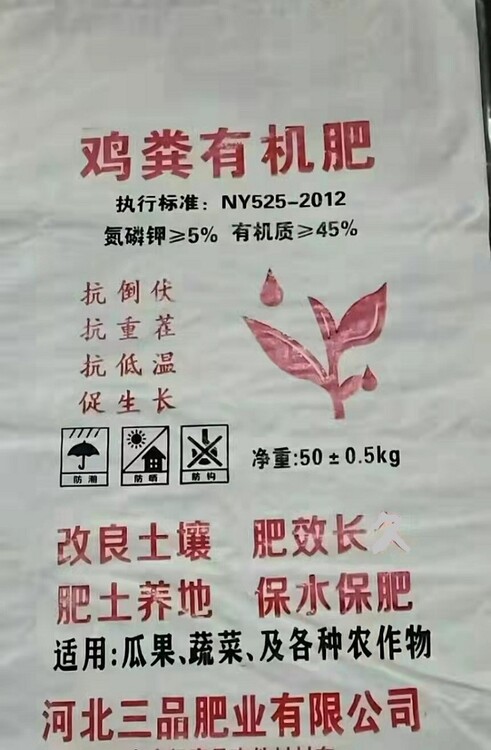 鸡粪有机肥
执行标准：NY525-2012
氮磷钾≥5% 有机质≥45%
抗倒伏
抗重茬
抗低温
促生长
防潮 防晒 防钩
净重:50±0.5kg
改良土壤 肥效长久
肥土养地 保水保肥
适用:瓜果、蔬菜、及各种农作物
河北三品肥业有限公司